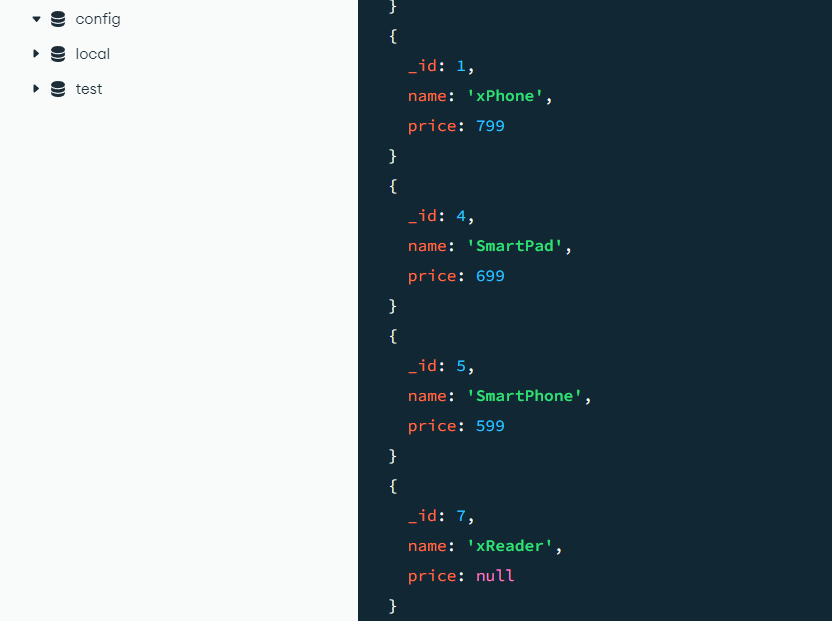 config
local
test
}
{
_id: 1,
name: 'xPhone',
price: 799
}
{
_id: 4,
name: 'SmartPad',
price: 699
}
{
_id: 5,
name: 'SmartPhone',
price: 599
}
{
_id: 7,
name: 'xReader',
price: null
}